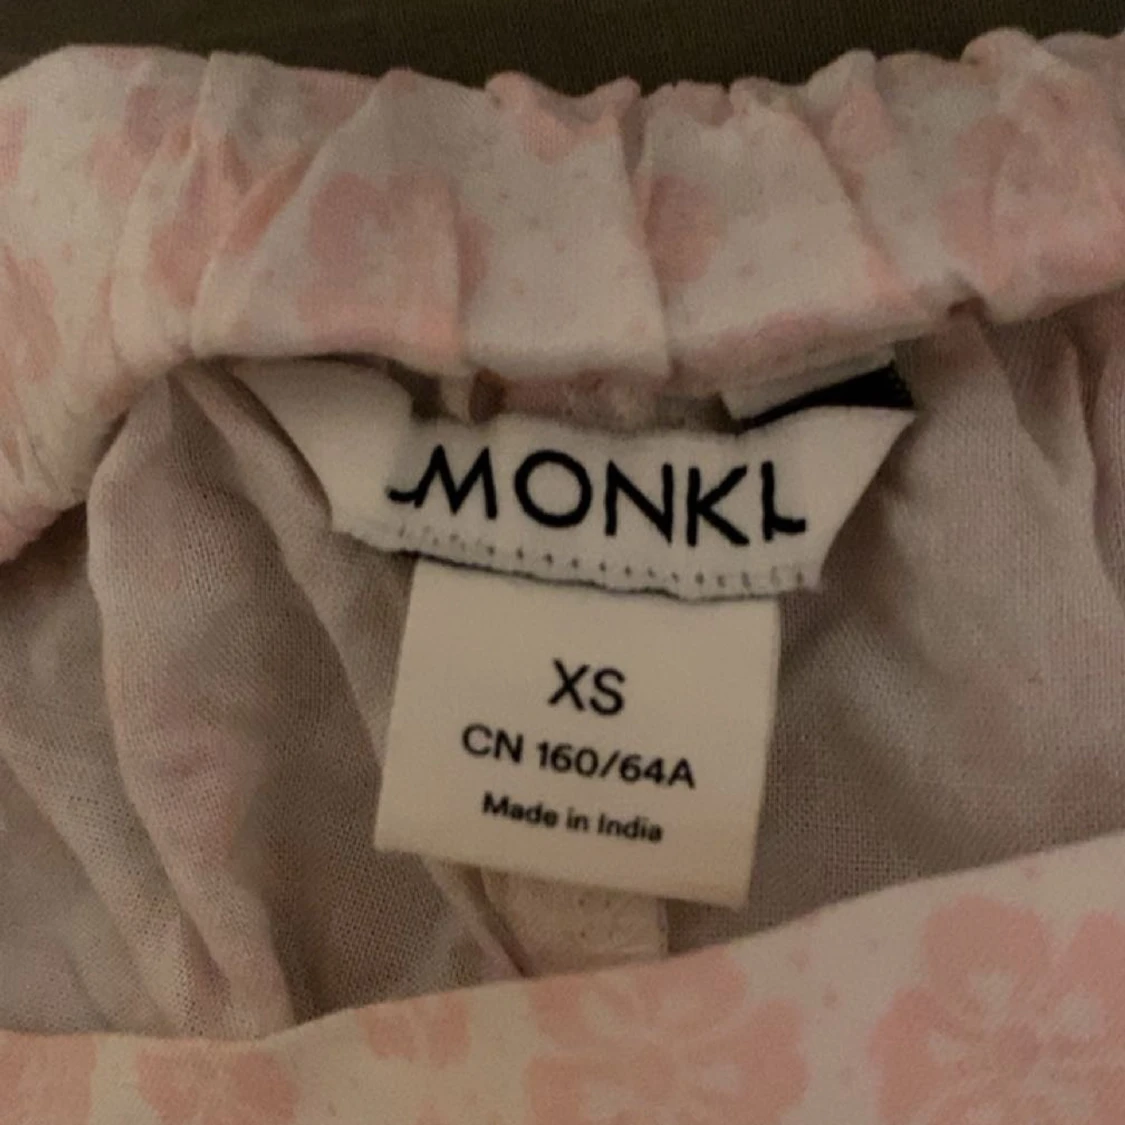 MONKI
XS
CN 160/64A
Made in India